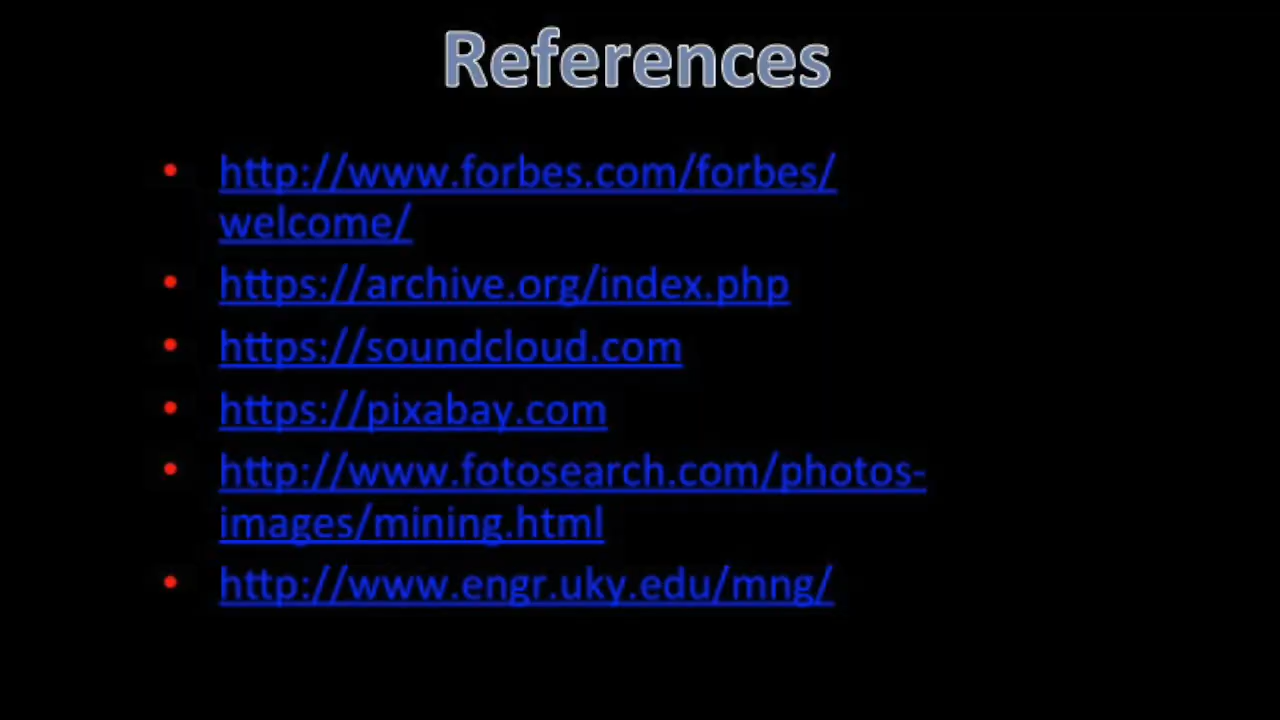 References
• http://www.forbes.com/forbes/
welcome/
• https://archive.org/index.php
• https://soundcloud.com
• https://pixabay.com
• http://www.fotosearch.com/photos-
images/mining.html
• http://www.engr.uky.edu/mng/